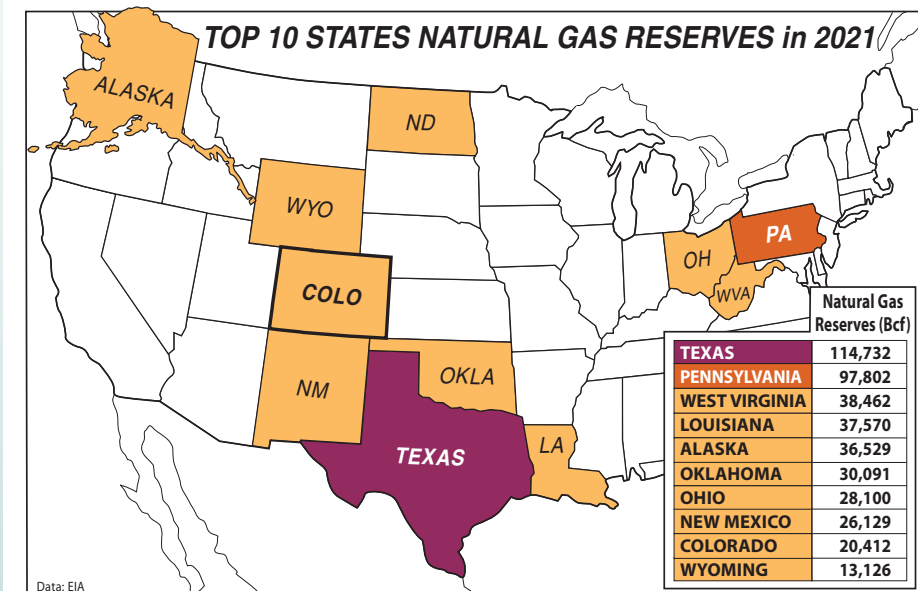 TOP 10 STATES NATURAL GAS RESERVES in 2021
ALASKA
ND
WYO
PA
OH
COLO
WVA
NM
OKLA
TEXAS
LA
Natural Gas
Reserves (Bcf)
TEXAS 114,732
PENNSYLVANIA 97,802
WEST VIRGINIA 38,462
LOUISIANA 37,570
ALASKA 36,529
OKLAHOMA 30,091
OHIO 28,100
NEW MEXICO 26,129
COLORADO 20,412
WYOMING 13,126
Data: EIA